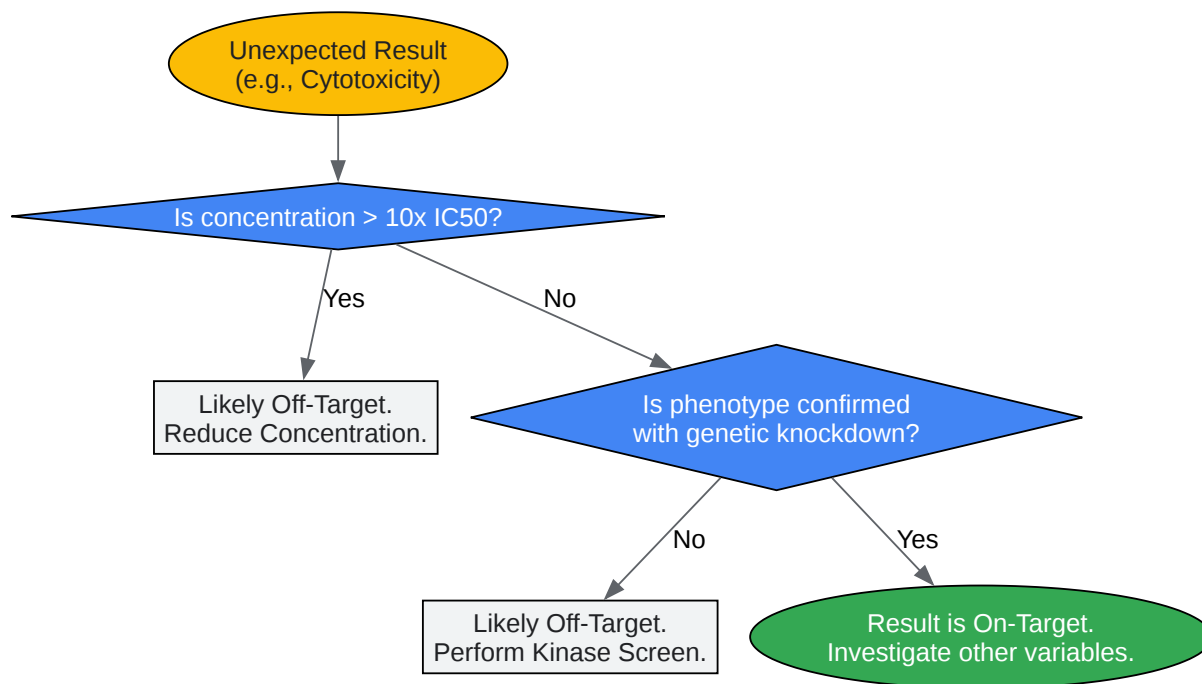 Unexpected Result
(e.g., Cytotoxicity)
Is concentration > 10x IC50?
Yes
No
Likely Off-Target.
Reduce Concentration.
Is phenotype confirmed
with genetic knockdown?
No
Yes
Likely Off-Target.
Perform Kinase Screen.
Result is On-Target.
Investigate other variables.